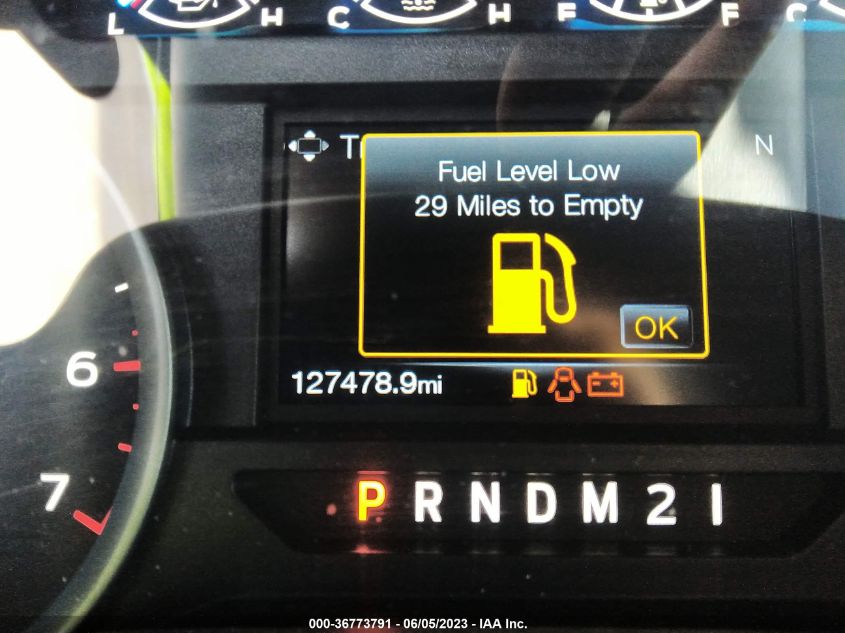 L H C H E F C
T N
Fuel Level Low
29 Miles to Empty
OK
127478.9mi
6
7
P R N D M 2 1
000-36773791 - 06/05/2023 - IAA Inc.